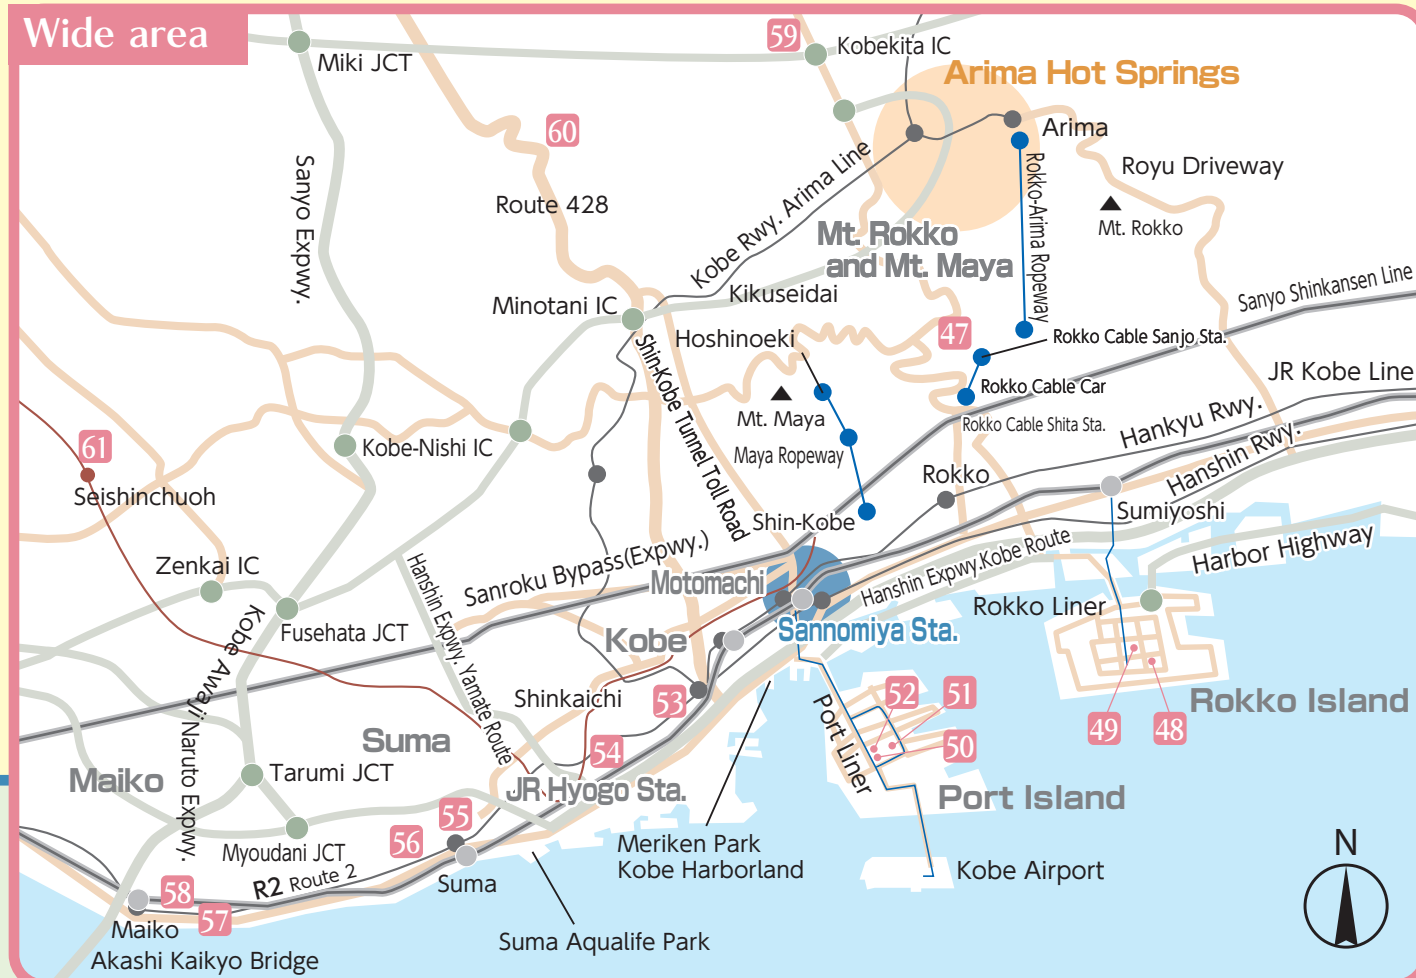 Wide area
59
Kobekita IC
Miki JCT
Arima Hot Springs
60
Arima
Royu Driveway
Sanyo Expwy.
Kobe Rwy. Arima Line
Rokko-Arima Ropeway
Route 428
Mt. Rokko
Mt. Rokko
and Mt. Maya
Sanyo Shinkansen Line
Kikuseidai
Minotani IC
Hoshinoeki
47
Rokko Cable Sanjo Sta.
Shin-Kobe Tunnel Toll Road
JR Kobe Line
Rokko Cable Car
Mt. Maya
Rokko Cable Shita Sta.
Hankyu Rwy.
61
Kobe-Nishi IC
Maya Ropeway
Hanshin Rwy.
Rokko
Seishinchuoh
Sumiyoshi
Shin-Kobe
Sanroku Bypass(Expwy.)
Harbor Highway
Zenkai IC
Hanshin Expwy. Yamate Route
Motomachi
Hanshin Expwy.Kobe Route
Rokko Liner
Kobe Awaji Naruto Expwy.
Fusehata JCT
Kobe
Sannomiya Sta.
Shinkaichi
53
52
51
Rokko Island
49
48
Suma
Port Liner
54
50
Maiko
Tarumi JCT
JR Hyogo Sta.
Port Island
55
56
Myoudani JCT
Meriken Park
Kobe Harborland
N
Kobe Airport
58
R2 Route 2
Suma
57
Maiko
Suma Aqualife Park
Akashi Kaikyo Bridge